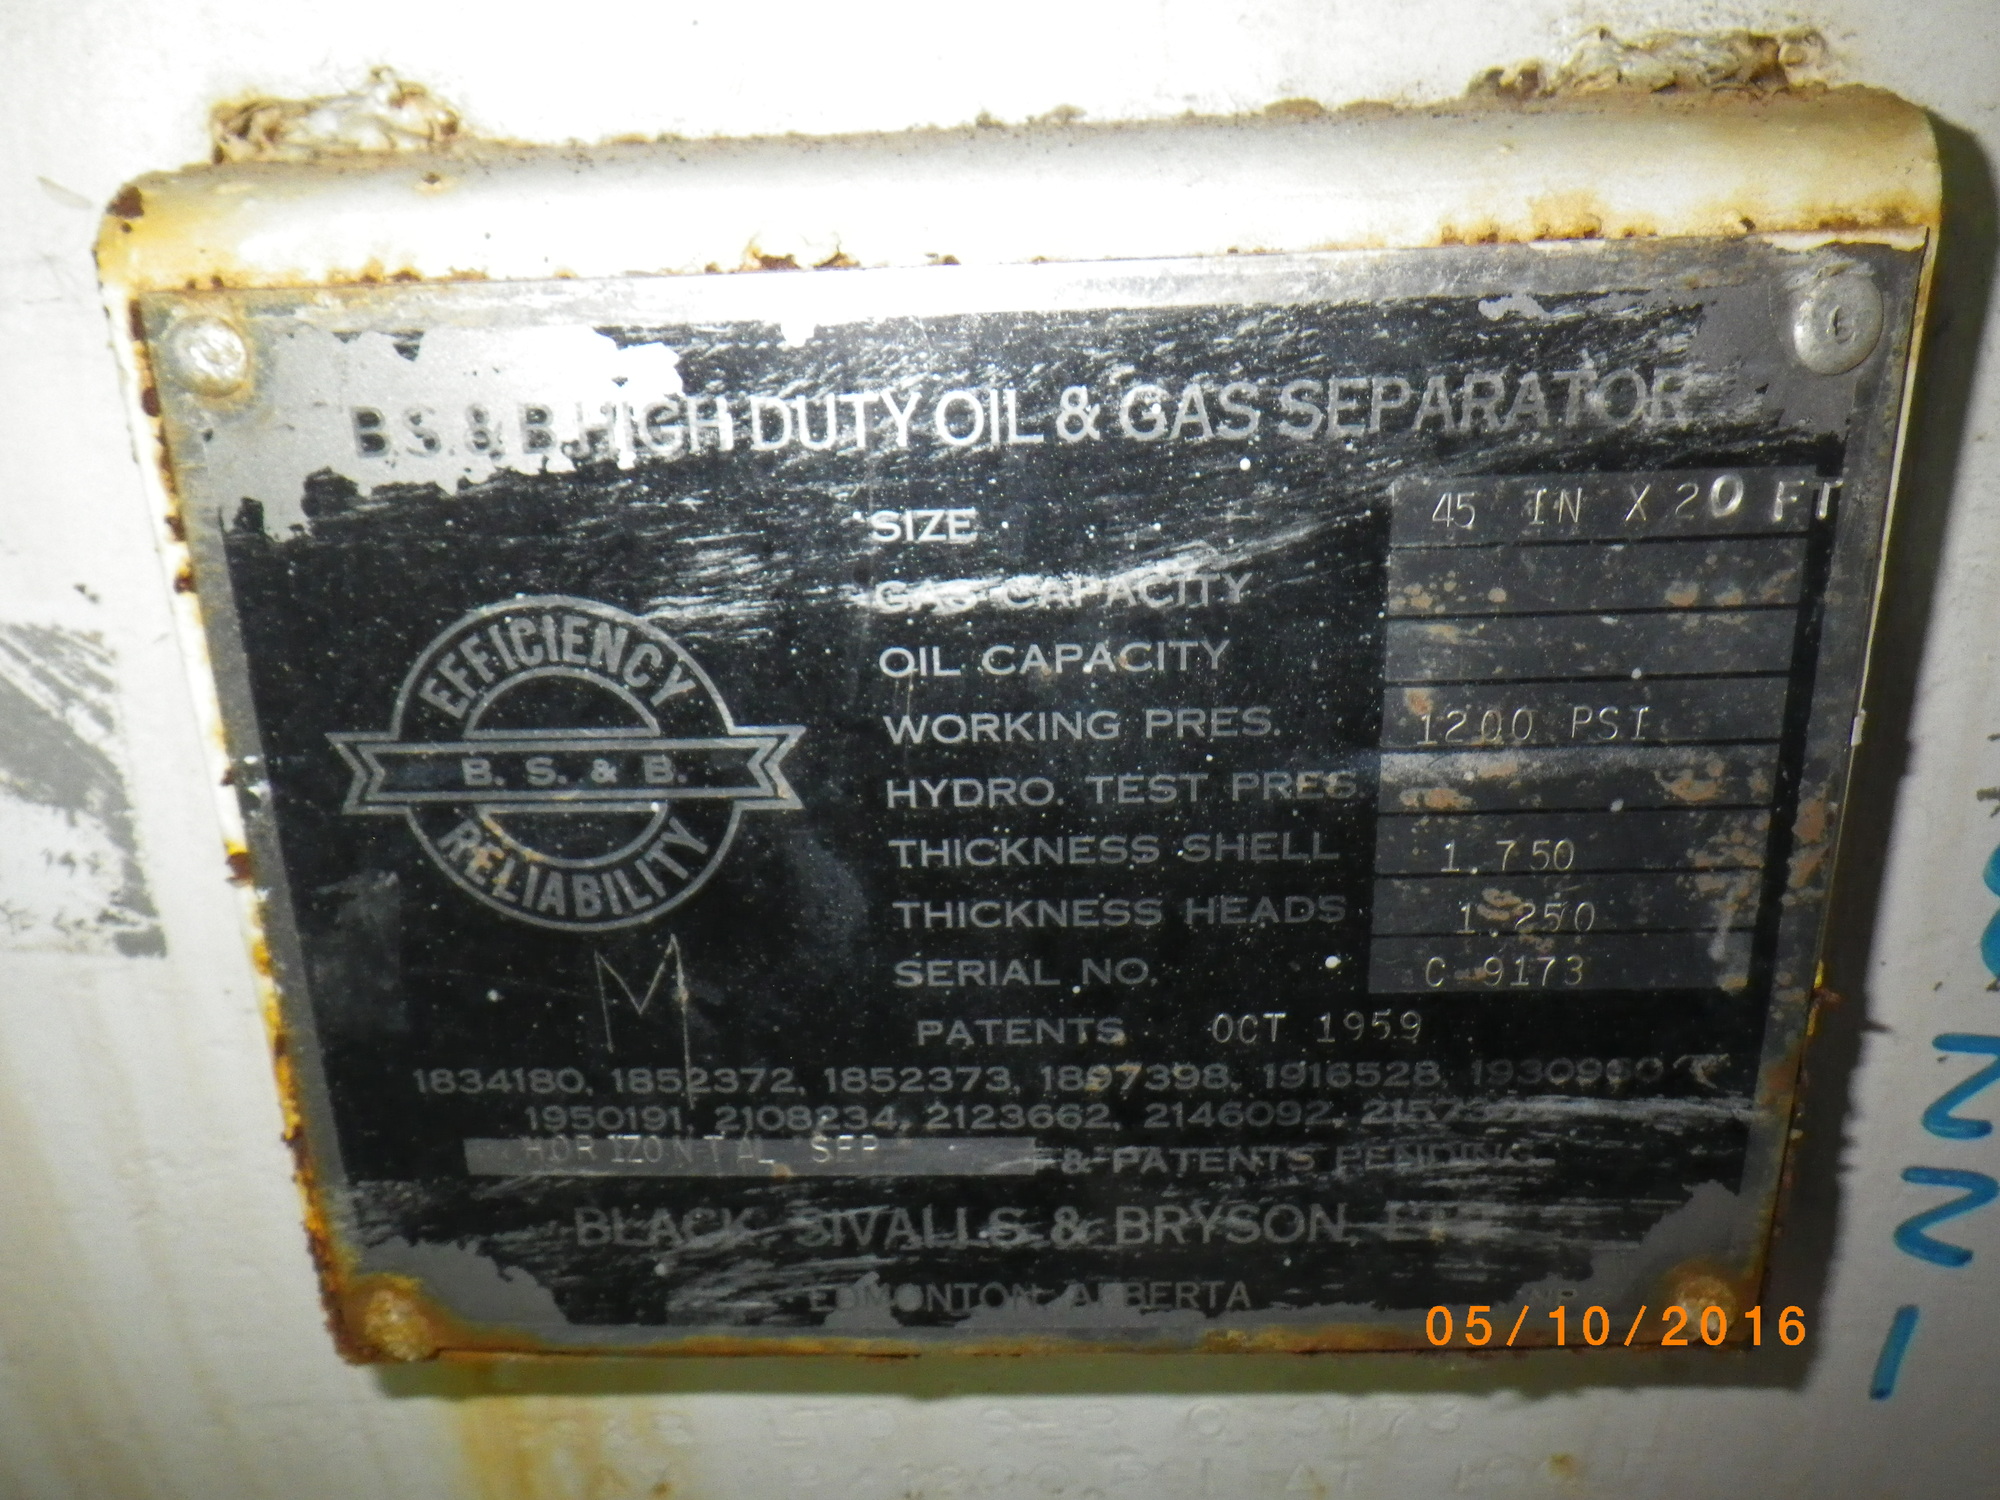 B.S.& B. HIGH DUTY OIL & GAS SEPARATOR
SIZE 45 IN X 20 FT
GAS CAPACITY
OIL CAPACITY
WORKING PRES. 1200 PSI
HYDRO. TEST PRES.
THICKNESS SHELL 1.750
THICKNESS HEADS 1.250
SERIAL NO. C-9173
EFFICIENCY
B. S. & B.
RELIABILITY
M
PATENTS OCT 1959
1834180, 1852372, 1852373, 1897398, 1916528,
1950191, 2108234, 2123662, 2146092,
HORIZONTAL SEP & PATENTS PENDING
BLACK, SIVALLS & BRYSON,
EDMONTON, ALBERTA
05/10/2016
221
SEP C-9173